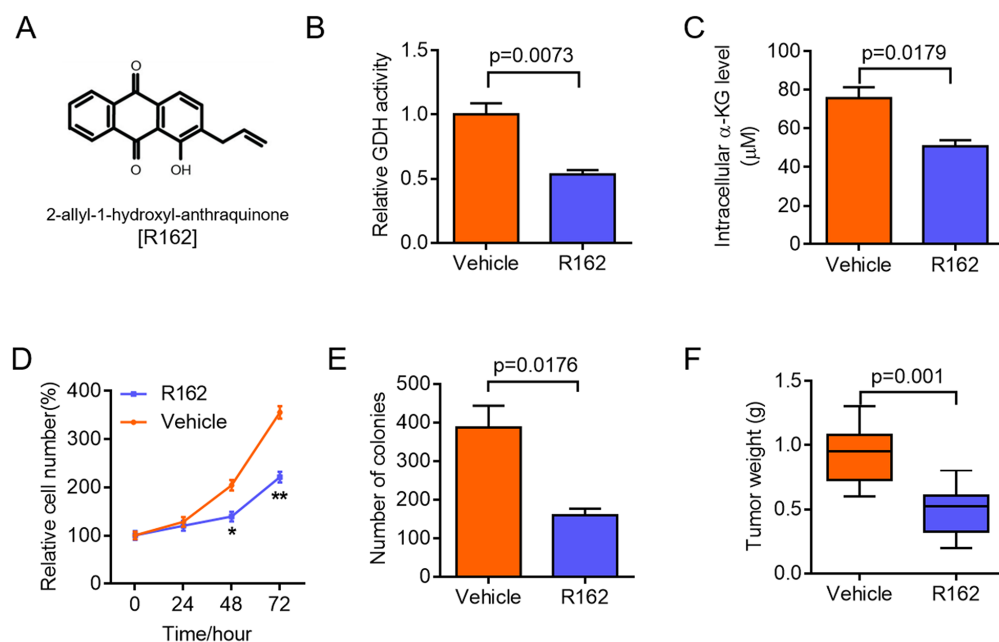 A
O
O
OH
2-allyl-1-hydroxyl-anthraquinone
[R162]
B
p=0.0073
Relative GDH activity
1.5
1.0
0.5
0.0
Vehicle
R162
C
p=0.0179
Intracellular α-KG level
(μM)
100
80
60
40
20
0
Vehicle
R162
D
Relative cell number(%)
400
300
200
100
0
R162
Vehicle
*
**
0 24 48 72
Time/hour
E
p=0.0176
Number of colonies
500
400
300
200
100
0
Vehicle
R162
F
p=0.001
Tumor weight (g)
1.5
1.0
0.5
0.0
Vehicle
R162